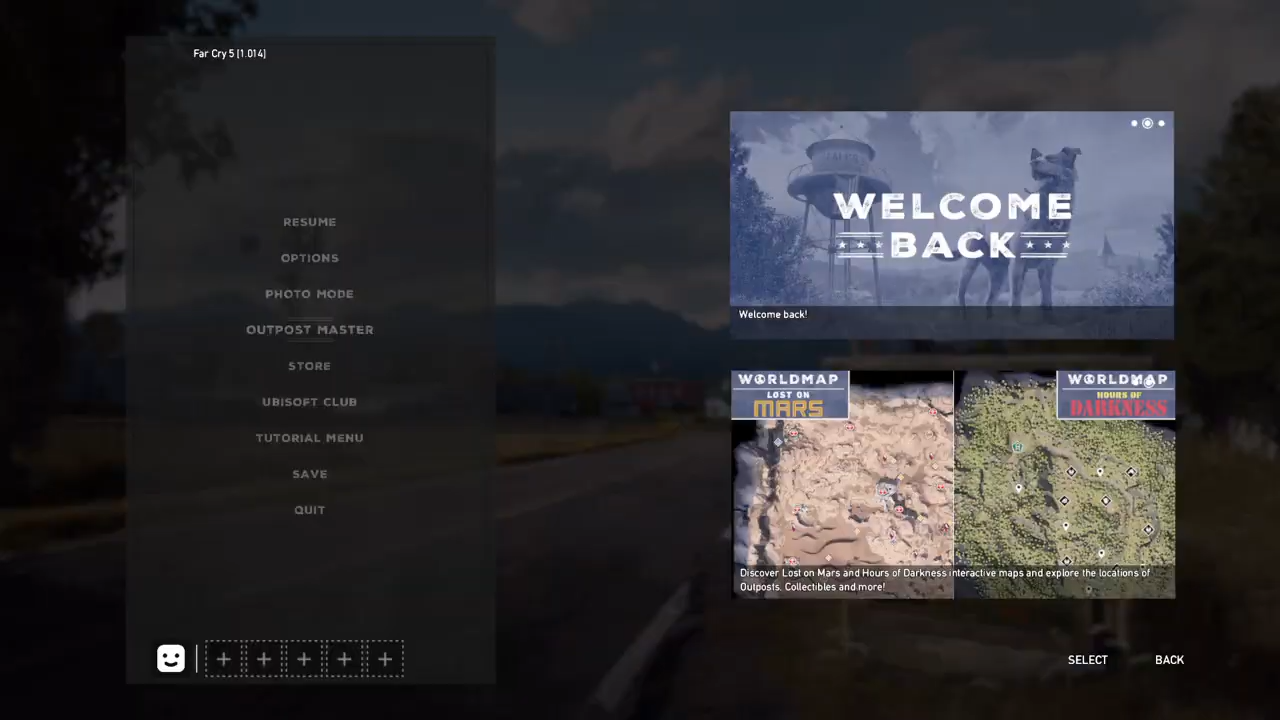 Far Cry 5 [1.014]
RESUME
OPTIONS
PHOTO MODE
OUTPOST MASTER
STORE
UBISOFT CLUB
TUTORIAL MENU
SAVE
QUIT
WELCOME
BACK
Welcome back!
WORLDMAP
LOST ON
MARS
WORLDMAP
HOURS OF
DARKNESS
Discover Lost on Mars and Hours of Darkness interactive maps and explore the locations of
Outposts. Collectibles and more!
SELECT
BACK